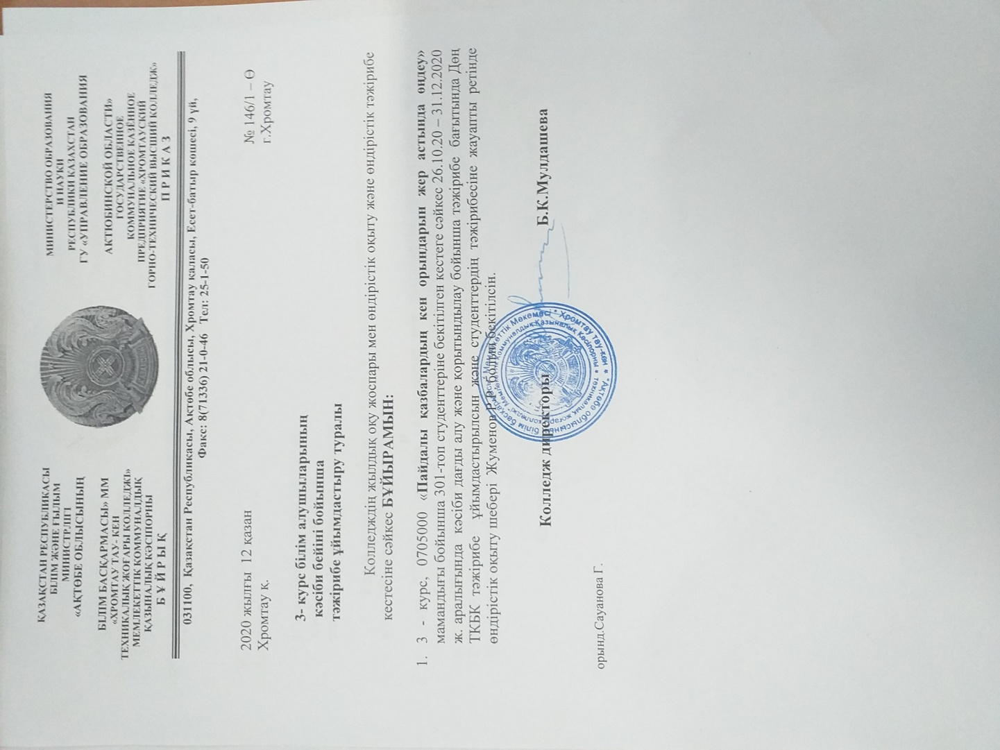 ҚАЗАҚСТАН РЕСПУБЛИКАСЫ
БІЛІМ ЖӘНЕ ҒЫЛЫМ
МИНИСТРЛІГІ
«АҚТӨБЕ ОБЛЫСЫНЫҢ
БІЛІМ БАСҚАРМАСЫ» ММ
«ХРОМТАУ ТАУ- КЕН
ТЕХНИКАЛЫҚ ЖОҒАРЫ КОЛЛЕДЖІ»
МЕМЛЕКЕТТІК КОММУНАЛДЫҚ
ҚАЗЫНАЛЫҚ КӘСІПОРНЫ
Б Ұ Й Р Ы Қ
МИНИСТЕРСТВО ОБРАЗОВАНИЯ
И НАУКИ
РЕСПУБЛИКИ КАЗАХСТАН
ГУ «УПРАВЛЕНИЕ ОБРАЗОВАНИЯ
АКТЮБИНСКОЙ ОБЛАСТИ»
ГОСУДАРСТВЕННОЕ
КОММУНАЛЬНОЕ КАЗЁННОЕ
ПРЕДПРИЯТИЕ «ХРОМТАУСКИЙ
ГОРНО-ТЕХНИЧЕСКИЙ ВЫСШИЙ КОЛЛЕДЖ»
П Р И К А З
031100, Қазақстан Республикасы, Ақтөбе облысы, Хромтау қаласы, Есет-батыр көшесі, 9 үй,
Факс: 8(71336) 21-0-46 Тел: 25-1-50
2020 жылғы 12 қазан
№ 146/1 – Ө
Хромтау қ.
г.Хромтау
3- курс білім алушыларының
кәсіби бейіні бойынша
тәжірибе ұйымдастыру туралы
Колледждің жылдық оқу жоспары мен өндірістік оқыту және өндірістік тәжірибе
кестесіне сәйкес БҰЙЫРАМЫН:
1. 3 - курс, 0705000 «Пайдалы қазбалардың кен орындарын жер астында өңдеу»
мамандығы бойынша 301-топ студенттеріне бекітілген кестеге сәйкес 26.10.20 – 31.12.2020
ж. аралығында кәсіби дағды алу және қорытындылау бойынша тәжірибе бағытында Дөң
ТКБК тәжірибе ұйымдастырылсын және студенттердің тәжірибесіне жауапты ретінде
өндірістік оқыту шебері Жуменов Р.Р. болып бекітілсін.
Колледж директоры Б.К.Мулдашева
орынд.Сауанова Г.